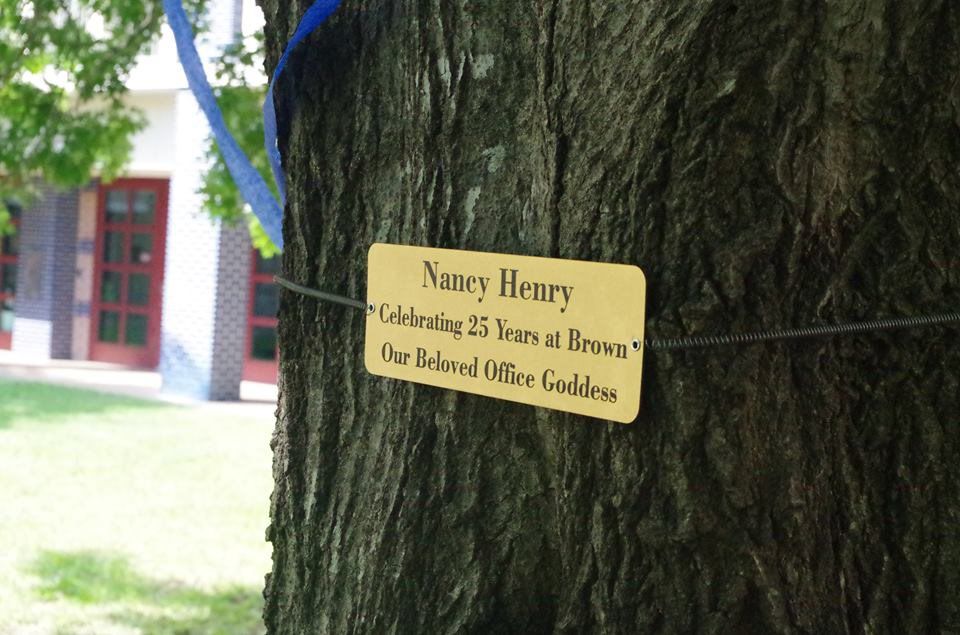 Nancy Henry
Celebrating 25 Years at Brown
Our Beloved Office Goddess